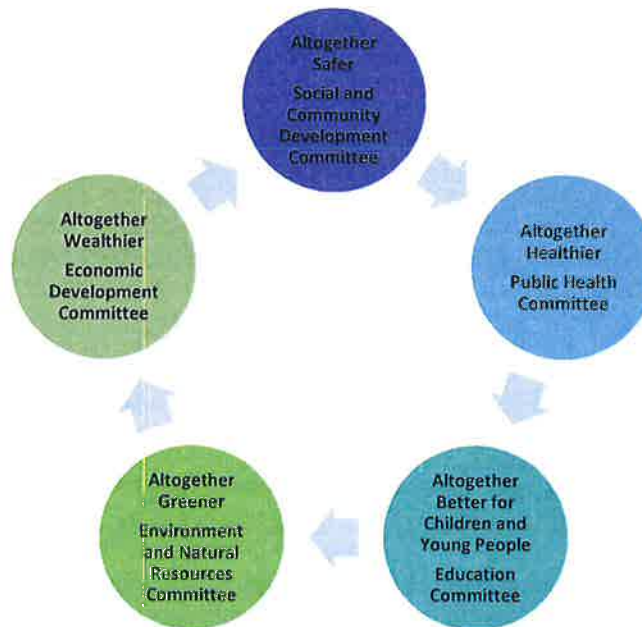 Altogether
Safer
Social and
Community
Development
Committee
Altogether
Healthier
Public Health
Committee
Altogether
Better for
Children and
Young People
Education
Committee
Altogether
Greener
Environment
and Natural
Resources
Committee
Altogether
Wealthier
Economic
Development
Committee